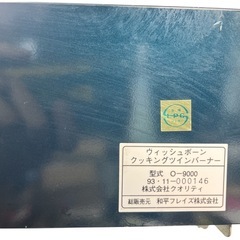 ウィッシュボーン
クッキングツインバーナー
型式 O-9000
93・11-000146
株式会社クオリティ
総販売元 和平フレイズ株式会社